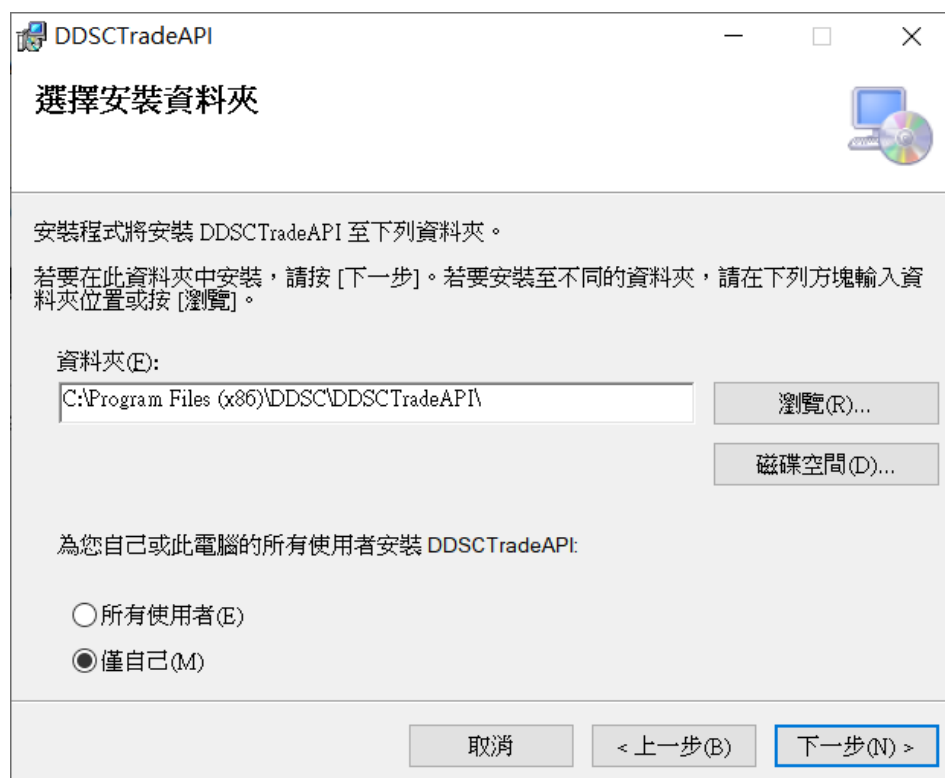 DDSCTradeAPI
選擇安裝資料夾
安裝程式將安裝 DDSCTradeAPI 至下列資料夾。
若要在此資料夾中安裝，請按 [下一步]。若要安裝至不同的資料夾，請在下列方塊輸入資
料夾位置或按 [瀏覽]。
資料夾(F):
C:\Program Files (x86)\DDSC\DDSCTradeAPI\
瀏覽(R)...
磁碟空間(D)...
為您自己或此電腦的所有使用者安裝 DDSCTradeAPI:
所有使用者(E)
僅自己(M)
取消
< 上一步(B)
下一步(N) >